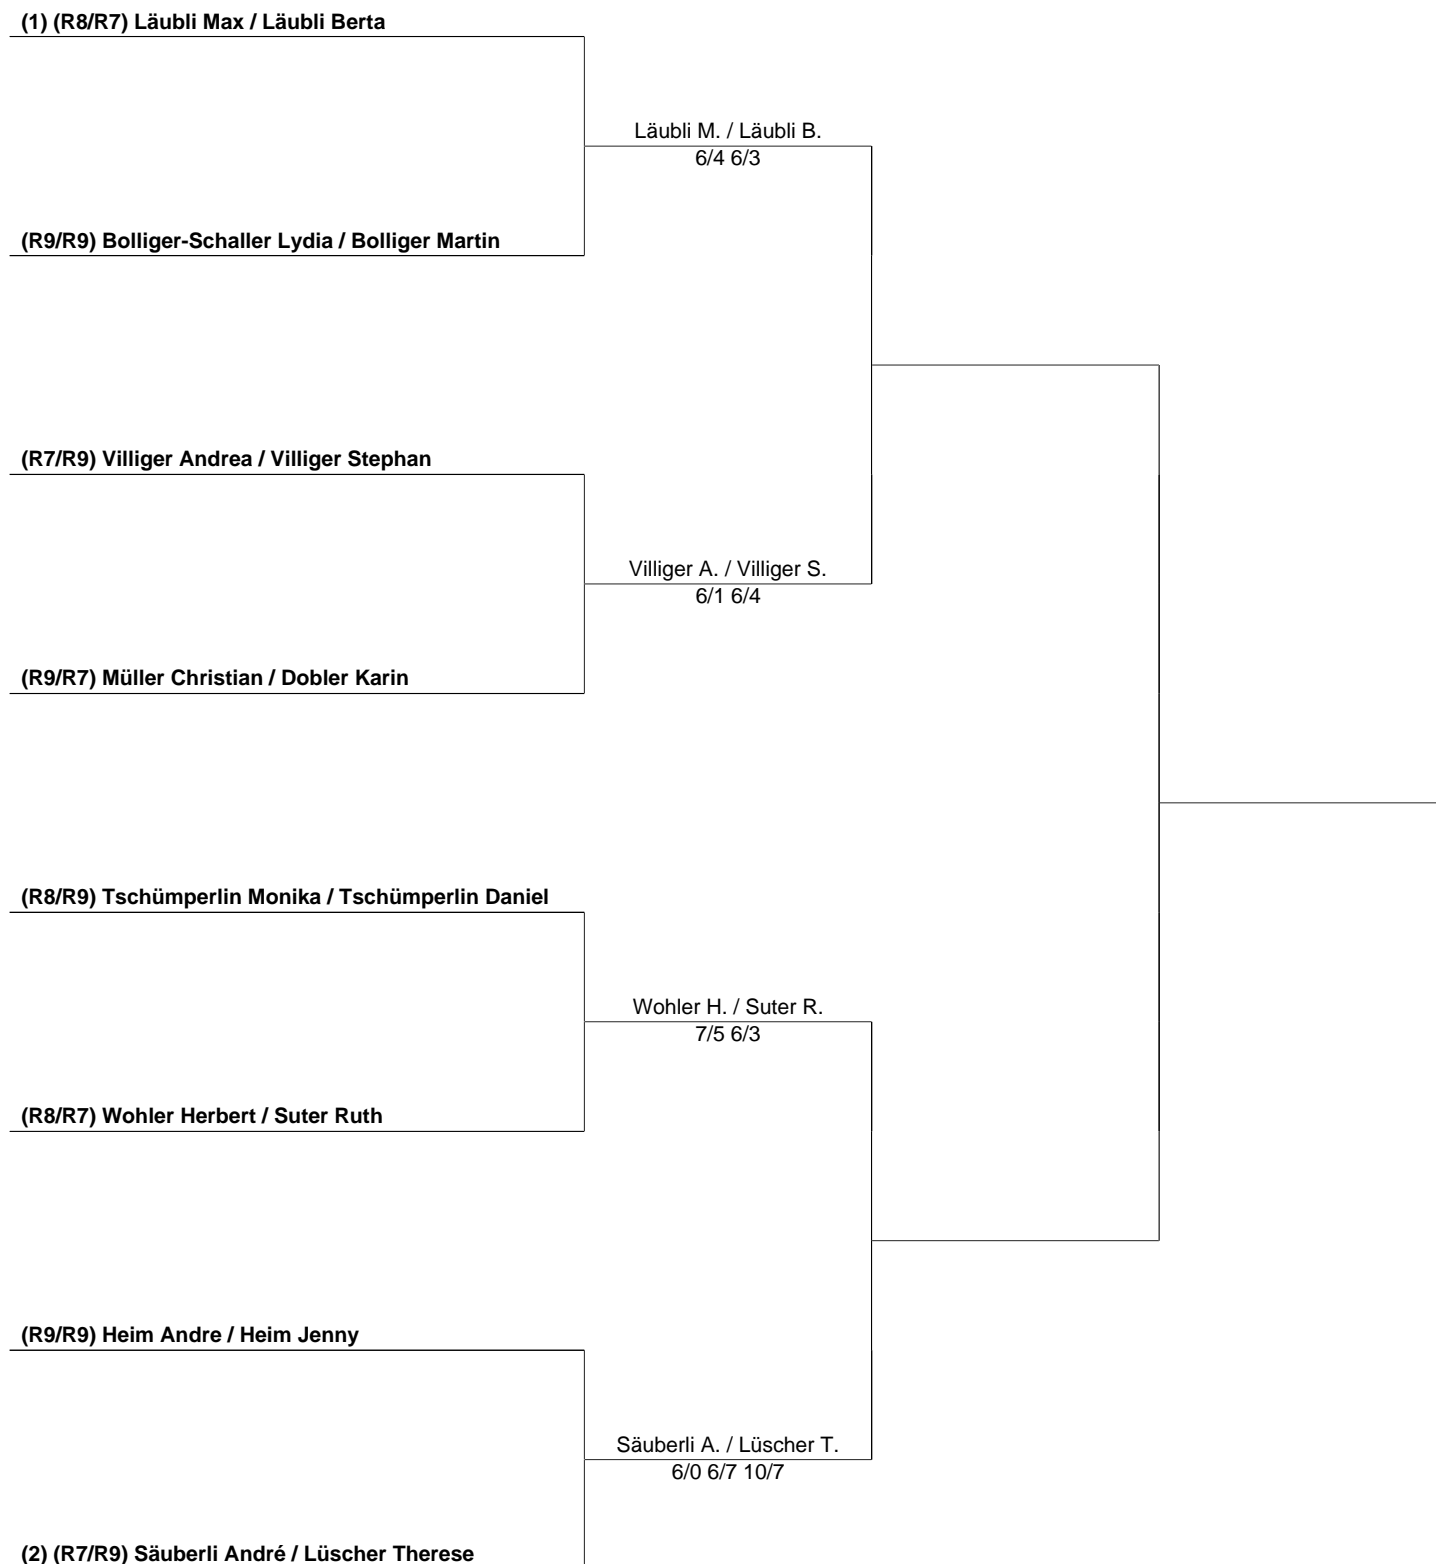 (1) (R8/R7) Läubli Max / Läubli Berta
Läubli M. / Läubli B.
6/4 6/3
(R9/R9) Bolliger-Schaller Lydia / Bolliger Martin
(R7/R9) Villiger Andrea / Villiger Stephan
Villiger A. / Villiger S.
6/1 6/4
(R9/R7) Müller Christian / Dobler Karin
(R8/R9) Tschümperlin Monika / Tschümperlin Daniel
Wohler H. / Suter R.
7/5 6/3
(R8/R7) Wohler Herbert / Suter Ruth
(R9/R9) Heim Andre / Heim Jenny
Säuberli A. / Lüscher T.
6/0 6/7 10/7
(2) (R7/R9) Säuberli André / Lüscher Therese